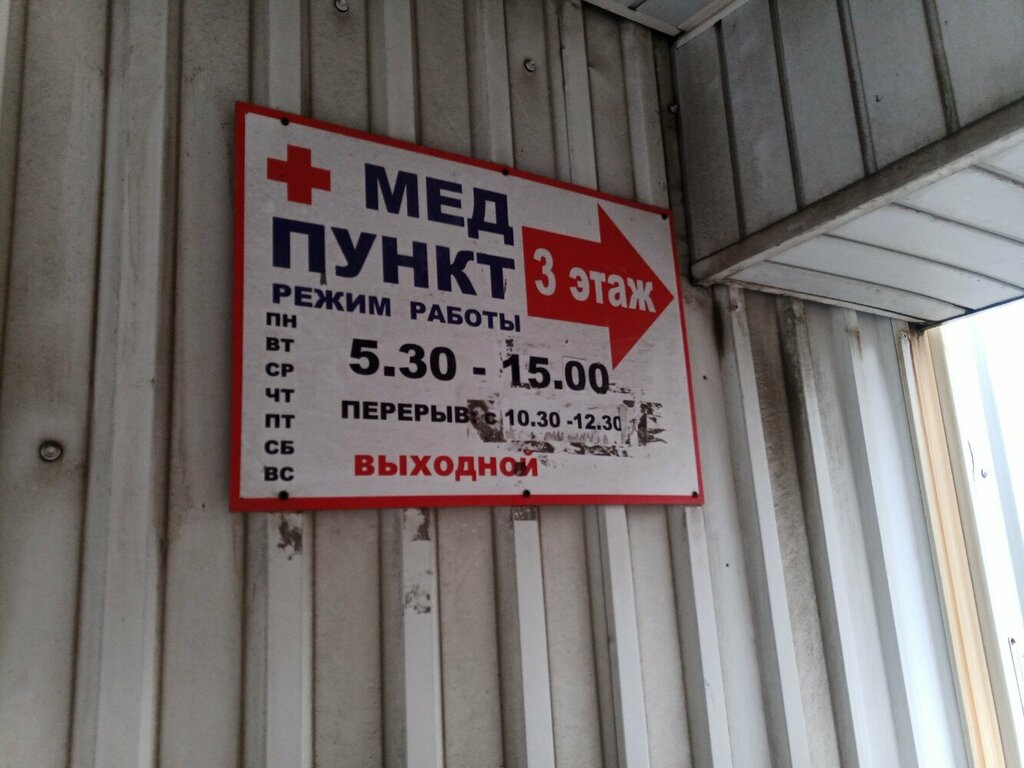 МЕД
ПУНКТ
3 этаж
РЕЖИМ РАБОТЫ
ПН
ВТ
СР
ЧТ
ПТ
СБ
ВС
5.30 - 15.00
ПЕРЕРЫВ с 10.30 -12.30
ВЫХОДНОЙ